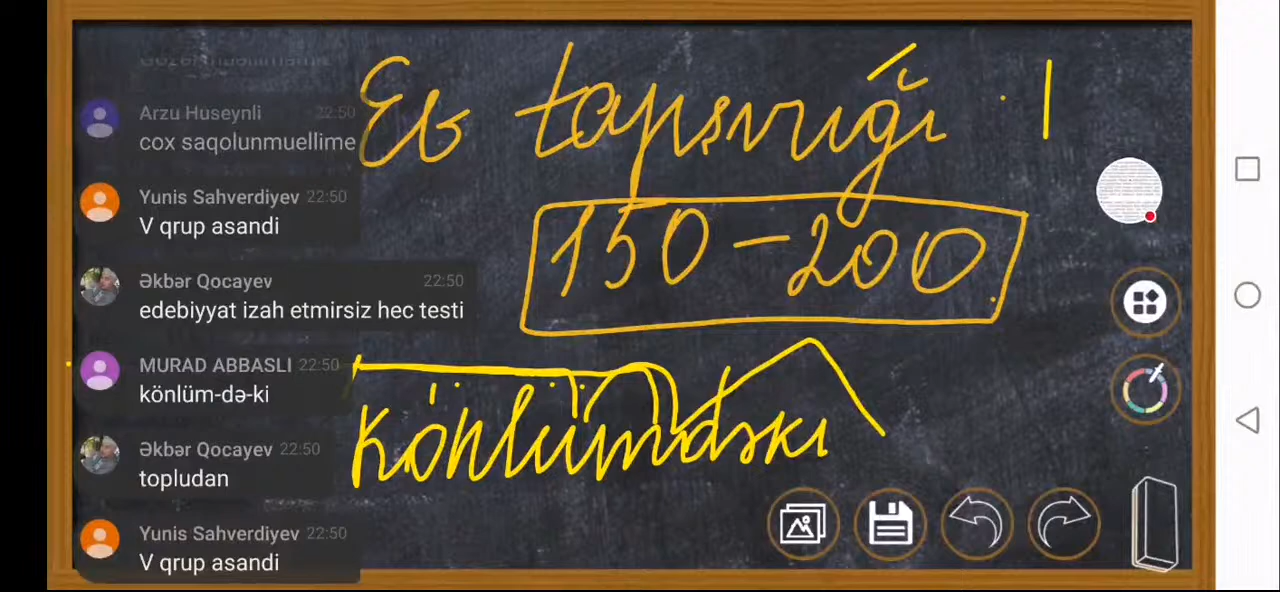 Arzu Huseynli 22:50
cox saqolunmuellime
Yunis Sahverdiyev 22:50
V qrup asandi
Əkbər Qocayev 22:50
edebiyyat izah etmirsiz hec testi
MURAD ABBASLI 22:50
könlüm-də-ki
Əkbər Qocayev 22:50
topludan
Yunis Sahverdiyev 22:50
V qrup asandi
Ev tapşırığı
150-200
Könlümdəki